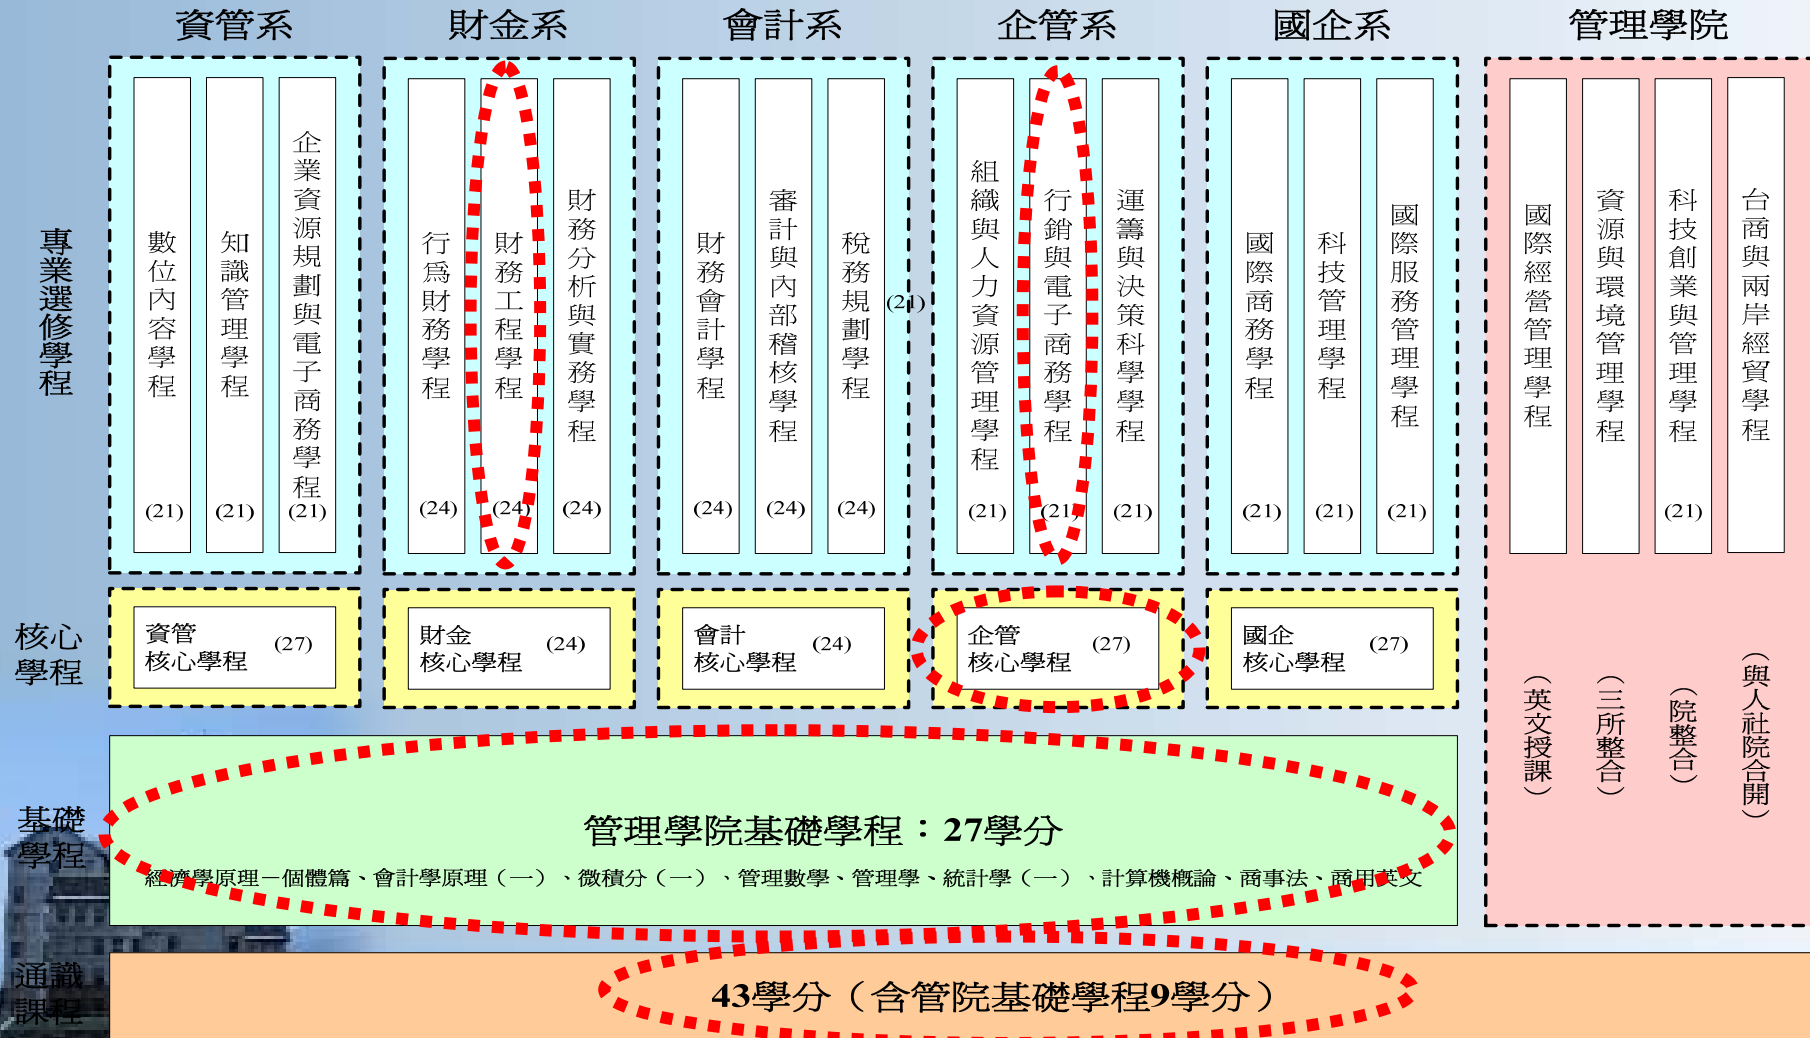 資管系
財金系
會計系
企管系
國企系
管理學院
專業選修學程
數位內容學程
(21)
知識管理學程
(21)
企業資源規劃與電子商務學程
(21)
行為財務學程
(24)
財務工程學程
(24)
財務分析與實務學程
(24)
財務會計學程
(24)
審計與內部稽核學程
(24)
稅務規劃學程
(24)
(21)
組織與人力資源管理學程
(21)
行銷與電子商務學程
(21)
運籌與決策科學學程
(21)
國際商務學程
(21)
科技管理學程
(21)
國際服務管理學程
(21)
國際經營管理學程
(英文授課)
資源與環境管理學程
(三所整合)
科技創業與管理學程
(21)
(院整合)
台商與兩岸經貿學程
(與人社院合開)
核心
學程
資管
核心學程
(27)
財金
核心學程
(24)
會計
核心學程
(24)
企管
核心學程
(27)
國企
核心學程
(27)
基礎
學程
管理學院基礎學程：27學分
經濟學原理－個體篇、會計學原理（一）、微積分（一）、管理數學、管理學、統計學（一）、計算機概論、商事法、商用英文
通識
課程
43學分（含管院基礎學程9學分）